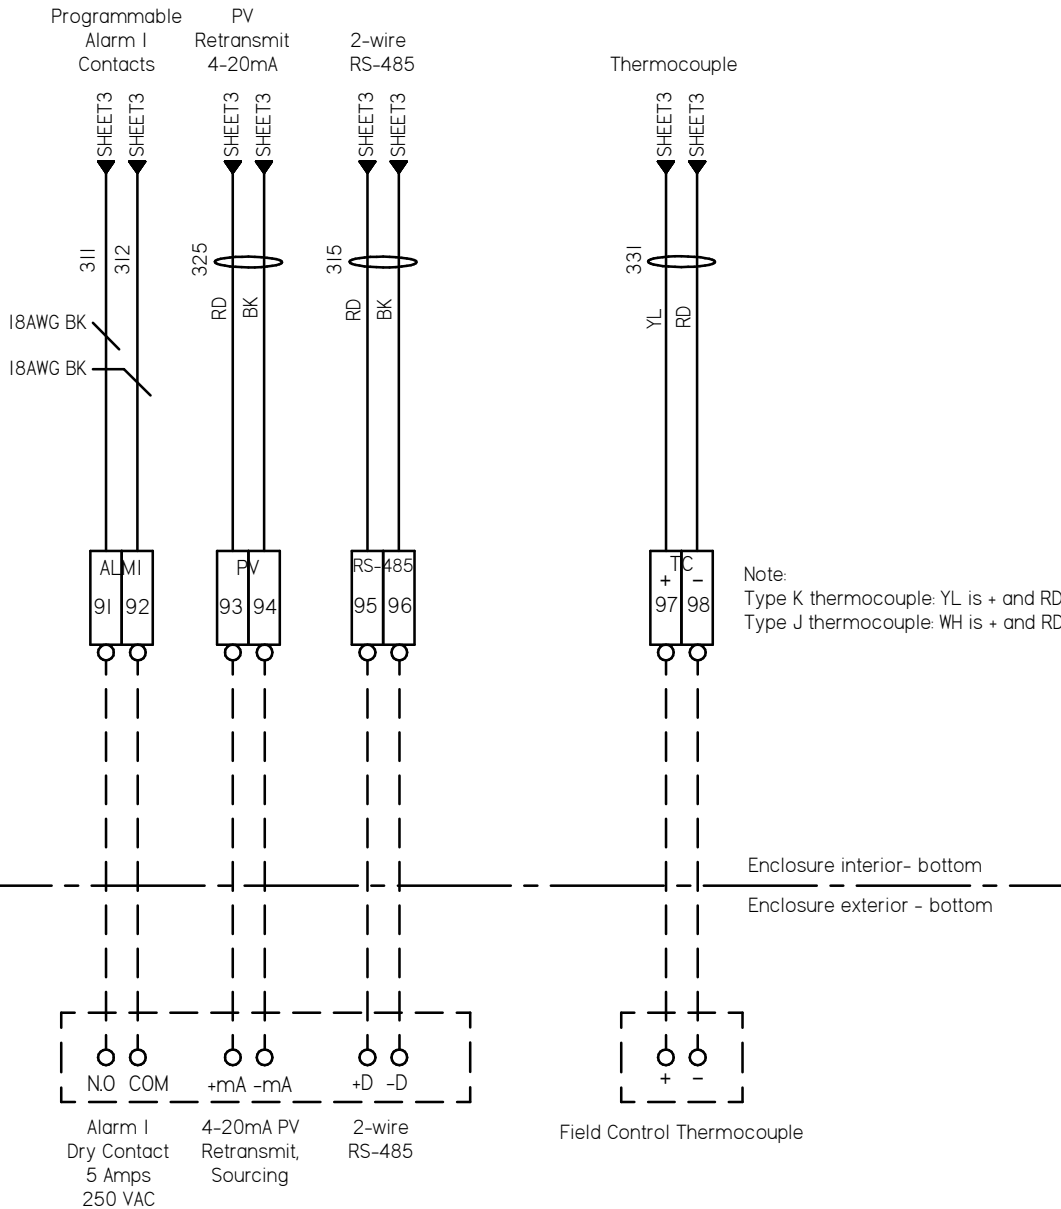 Programmable
Alarm 1
Contacts
PV
Retransmit
4-20mA
2-wire
RS-485
Thermocouple
SHEET3
SHEET3
SHEET3
SHEET3
SHEET3
SHEET3
SHEET3
SHEET3
311
312
325
315
331
RD
BK
RD
BK
YL
RD
18AWG BK
18AWG BK
ALM1
91 92
PV
93 94
RS-485
95 96
TC
+ -
97 98
Note:
Type K thermocouple: YL is + and RD
Type J thermocouple: WH is + and RD
Enclosure interior- bottom
Enclosure exterior - bottom
N.O COM
+mA -mA
+D -D
+ -
Alarm 1
Dry Contact
5 Amps
250 VAC
4-20mA PV
Retransmit,
Sourcing
2-wire
RS-485
Field Control Thermocouple